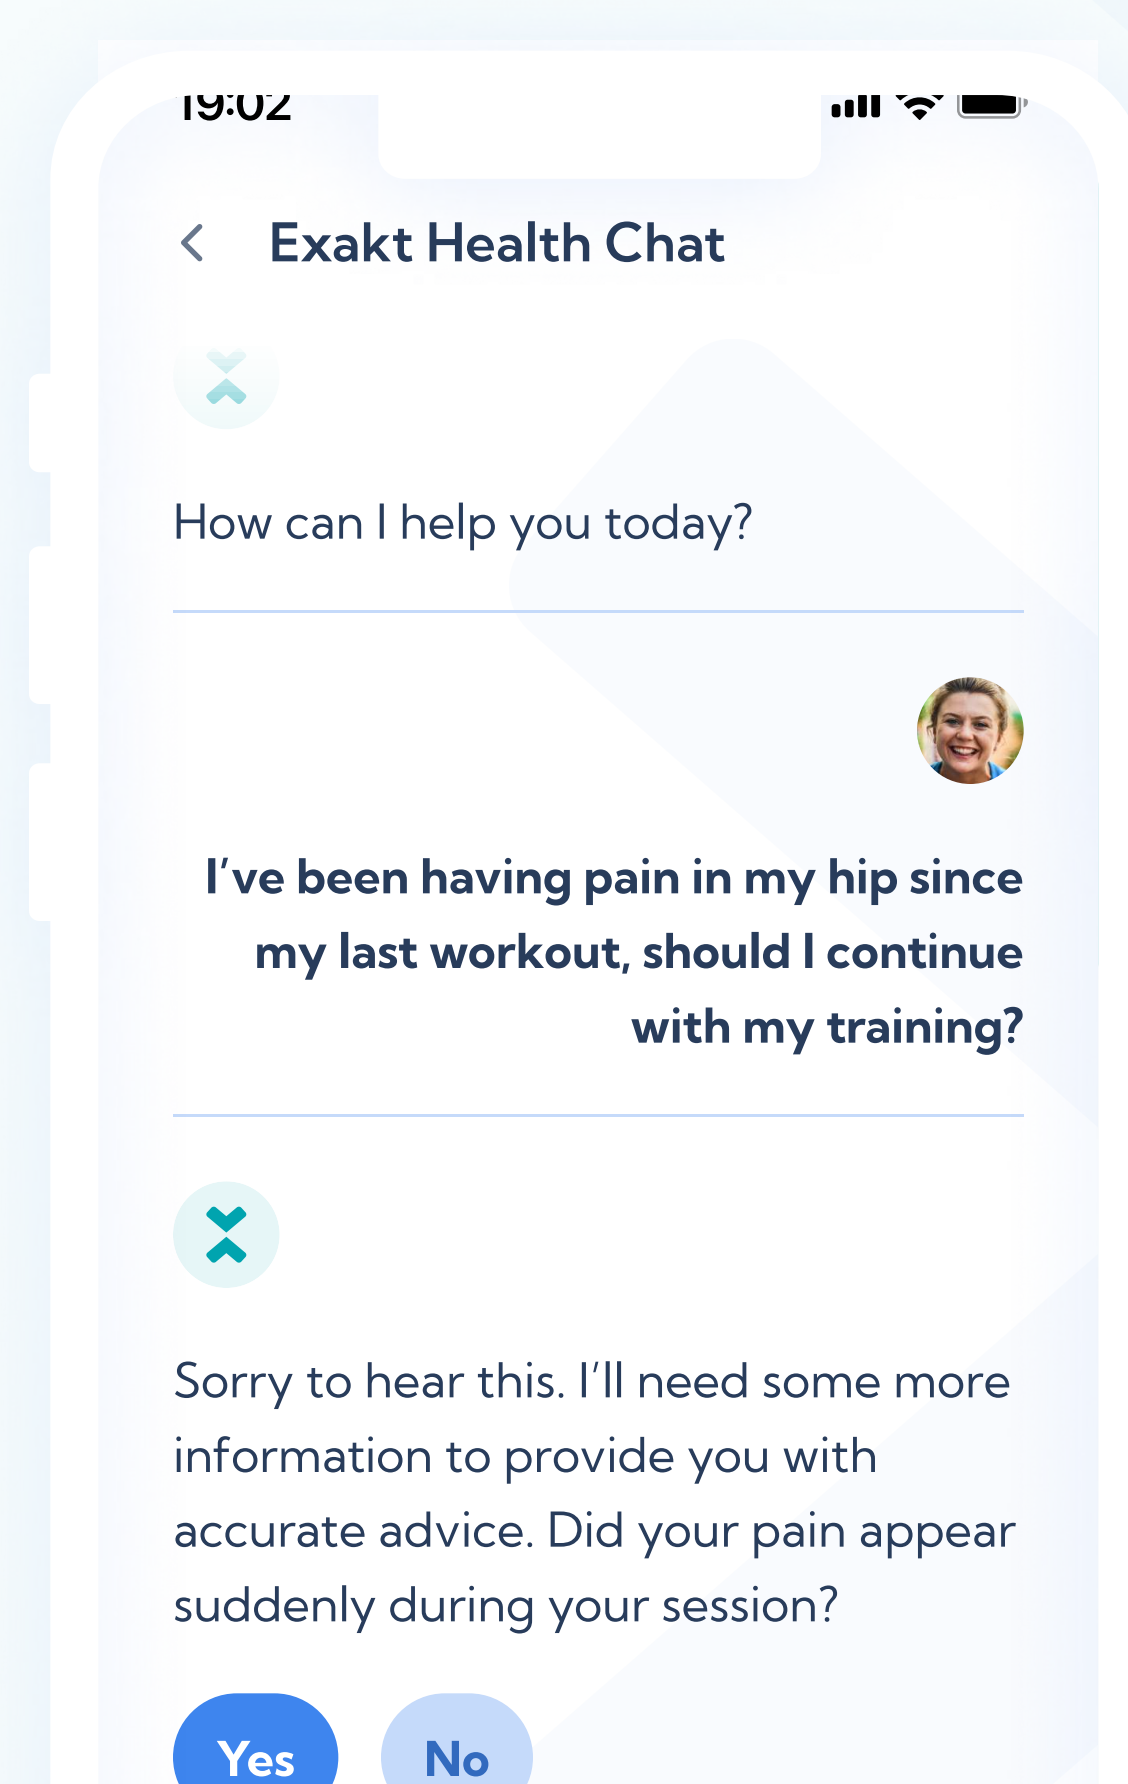 19:02
Exakt Health Chat
How can I help you today?
I’ve been having pain in my hip since
my last workout, should I continue
with my training?
Sorry to hear this. I’ll need some more
information to provide you with
accurate advice. Did your pain appear
suddenly during your session?
Yes No